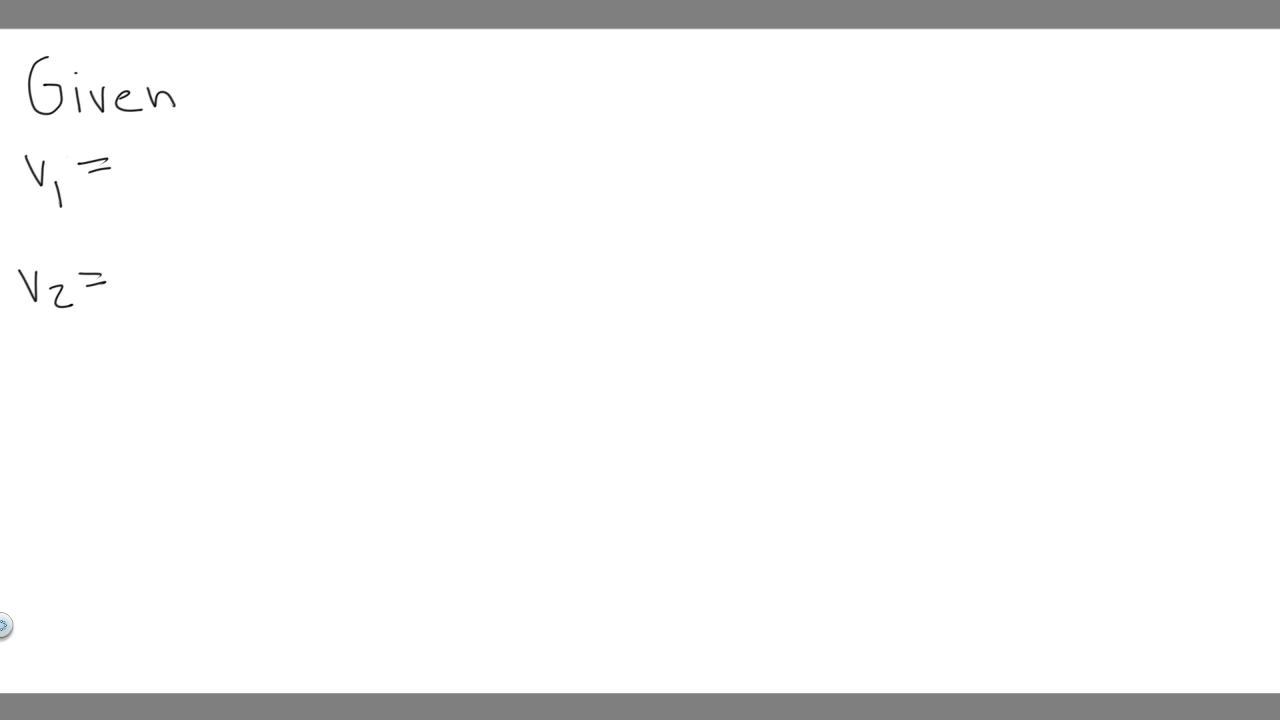 Given
v₁ =
v₂ =